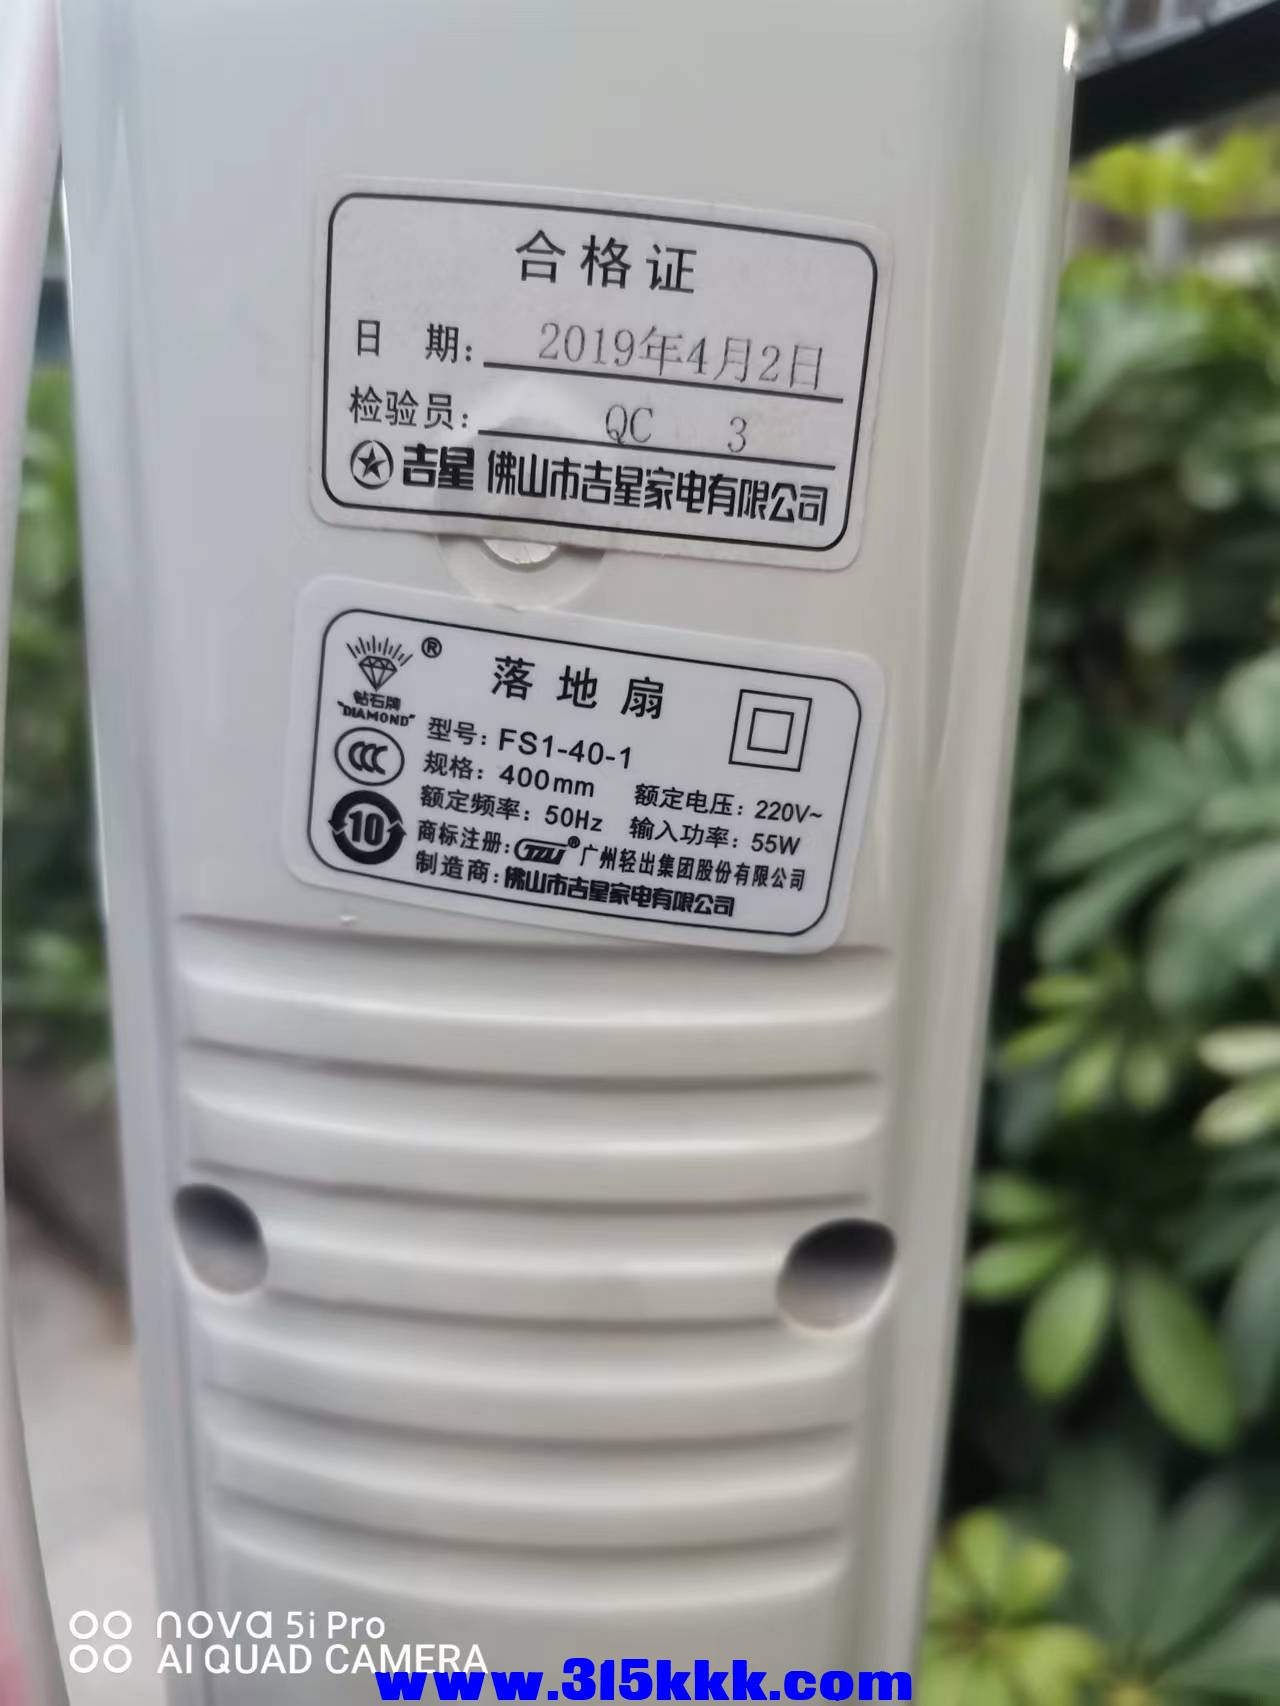 合格证
日 期: 2019年4月2日
检验员: QC 3
吉星 佛山市吉星家电有限公司
® 落地扇
钻石牌
"DIAMOND"
型号: FS1-40-1
规格: 400mm 额定电压: 220V~
额定频率: 50Hz 输入功率: 55W
10
商标注册: GZLI® 广州轻出集团股份有限公司
制造商: 佛山市吉星家电有限公司
nova 5i Pro
AI QUAD CAMERA
www.315kkk.com